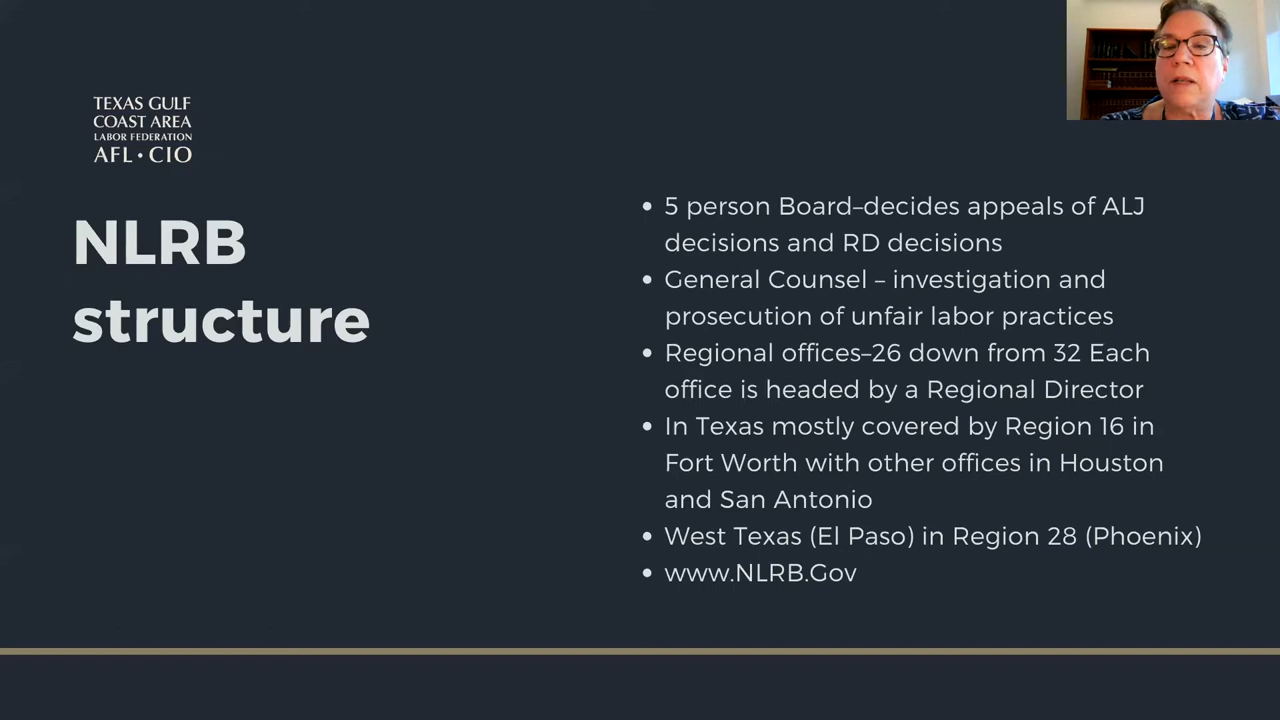 TEXAS GULF
COAST AREA
LABOR FEDERATION
AFL • CIO
NLRB
structure
• 5 person Board–decides appeals of ALJ
decisions and RD decisions
• General Counsel – investigation and
prosecution of unfair labor practices
• Regional offices–26 down from 32 Each
office is headed by a Regional Director
• In Texas mostly covered by Region 16 in
Fort Worth with other offices in Houston
and San Antonio
• West Texas (El Paso) in Region 28 (Phoenix)
• www.NLRB.Gov